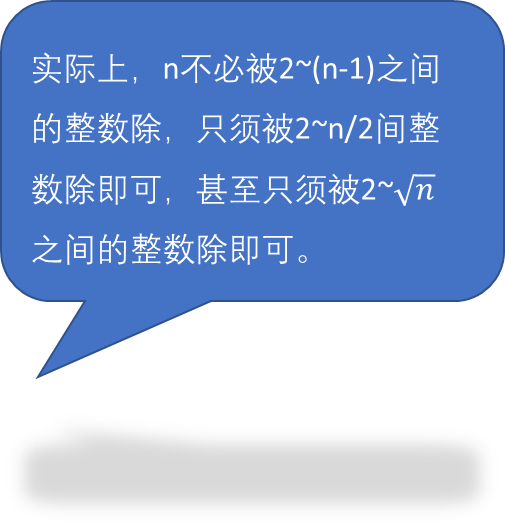 实际上，n不必被2~(n-1)之间
的整数除，只须被2~n/2间整
数除即可，甚至只须被2~√n
之间的整数除即可。